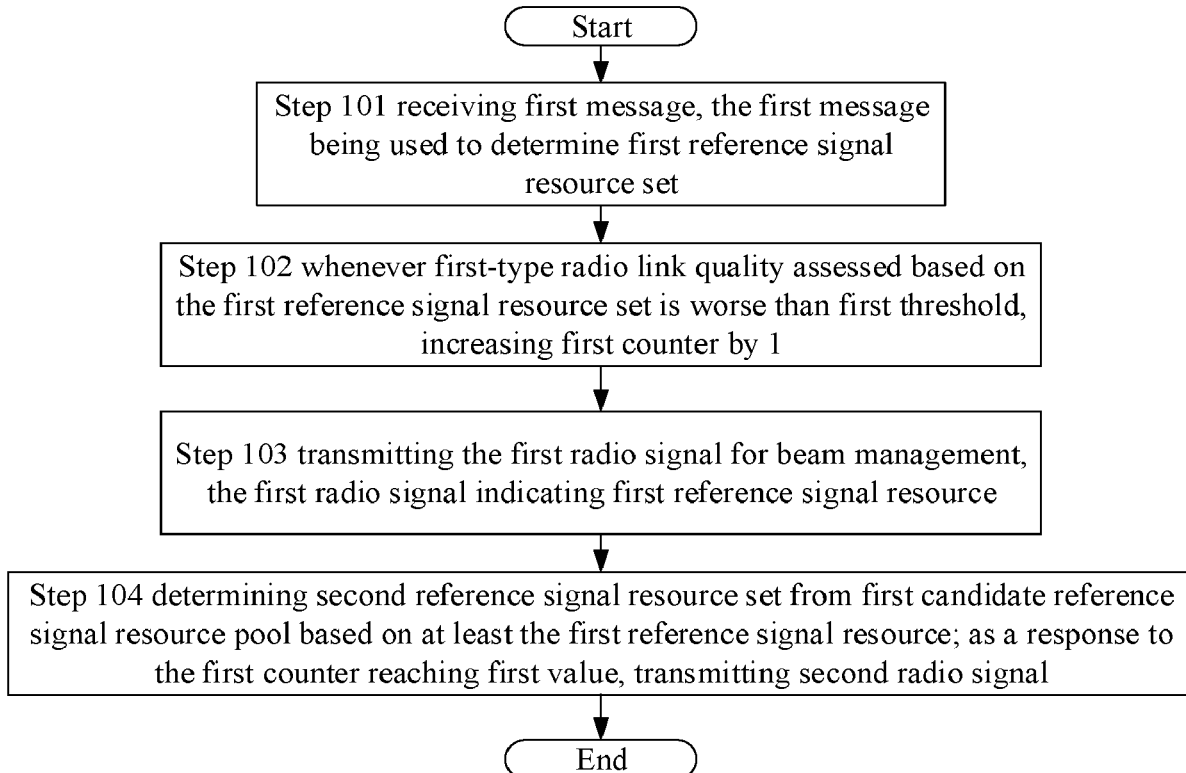 Start
Step 101 receiving first message, the first message
being used to determine first reference signal
resource set
Step 102 whenever first-type radio link quality assessed based on
the first reference signal resource set is worse than first threshold,
increasing first counter by 1
Step 103 transmitting the first radio signal for beam management,
the first radio signal indicating first reference signal resource
Step 104 determining second reference signal resource set from first candidate reference
signal resource pool based on at least the first reference signal resource; as a response to
the first counter reaching first value, transmitting second radio signal
End